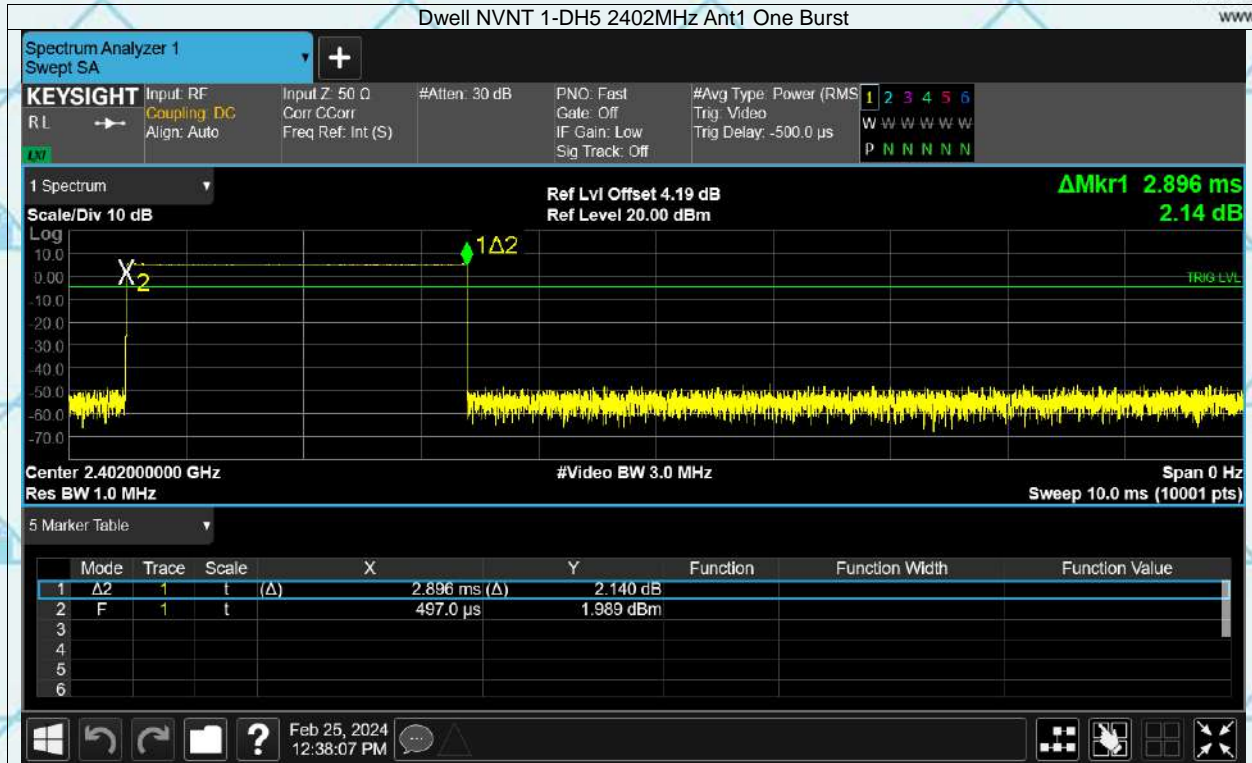 Dwell NVNT 1-DH5 2402MHz Ant1 One Burst
www
Spectrum Analyzer 1
Swept SA
+
KEYSIGHT
RL
LXI
Input: RF
Coupling: DC
Align: Auto
Input Z: 50 Ω
Corr CCorr
Freq Ref: Int (S)
#Atten: 30 dB
PNO: Fast
Gate: Off
IF Gain: Low
Sig Track: Off
#Avg Type: Power (RMS
Trig: Video
Trig Delay: -500.0 µs
1 2 3 4 5 6
W W W W W W
P N N N N N
1 Spectrum
Scale/Div 10 dB
Ref Lvl Offset 4.19 dB
Ref Level 20.00 dBm
ΔMkr1 2.896 ms
2.14 dB
Log
10.0
0.00
-10.0
-20.0
-30.0
-40.0
-50.0
-60.0
-70.0
X2
1Δ2
TRIG LVL
Center 2.402000000 GHz
#Video BW 3.0 MHz
Span 0 Hz
Res BW 1.0 MHz
Sweep 10.0 ms (10001 pts)
5 Marker Table
Mode Trace Scale X Y Function Function Width Function Value
1 Δ2 1 t (Δ) 2.896 ms (Δ) 2.140 dB
2 F 1 t 497.0 µs 1.989 dBm
3
4
5
6
?
Feb 25, 2024
12:38:07 PM